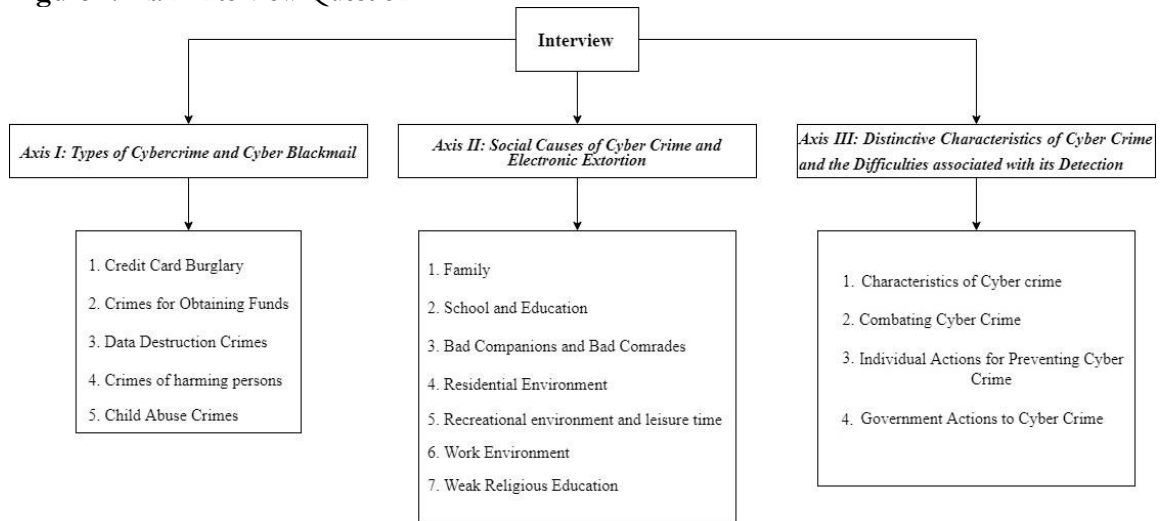 Interview
Axis I: Types of Cybercrime and Cyber Blackmail
Axis II: Social Causes of Cyber Crime and
Electronic Extortion
Axis III: Distinctive Characteristics of Cyber Crime
and the Difficulties associated with its Detection
1. Credit Card Burglary
2. Crimes for Obtaining Funds
3. Data Destruction Crimes
4. Crimes of harming persons
5. Child Abuse Crimes
1. Family
2. School and Education
3. Bad Companions and Bad Comrades
4. Residential Environment
5. Recreational environment and leisure time
6. Work Environment
7. Weak Religious Education
1. Characteristics of Cyber crime
2. Combating Cyber Crime
3. Individual Actions for Preventing Cyber
Crime
4. Government Actions to Cyber Crime